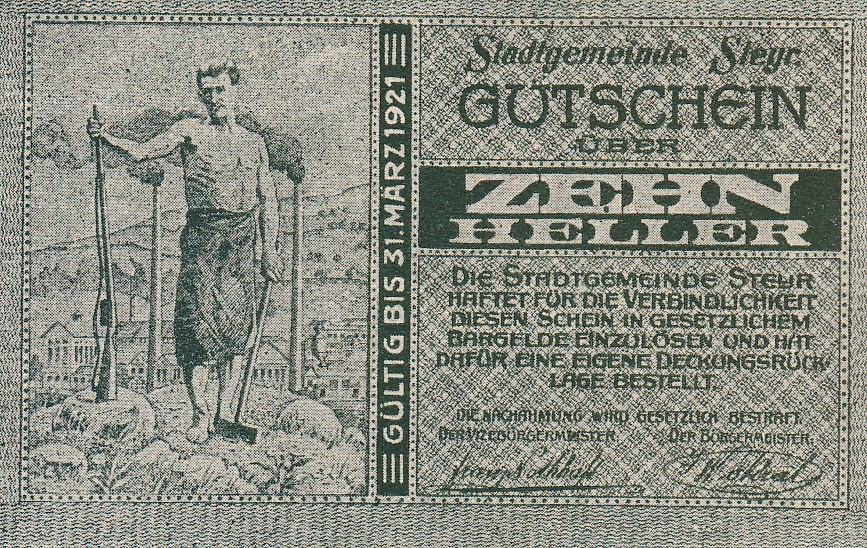 GÜLTIG BIS 31. MÄRZ 1921
Stadtgemeinde Steyr.
GUTSCHEIN
ÜBER
ZEHN
HELLER
DIE STADTGEMEINDE STEYR
HAFTET FÜR DIE VERBINDLICHKEIT
DIESEN SCHEIN IN GESETZLICHEM
BARGELDE EINZULÖSEN UND HAT
DAFÜR EINE EIGENE DECKUNGSRÜCK
LAGE BESTELLT.
DIE NACHAHMUNG WIRD GESETZLICH BESTRAFT.
DER VIZEBÜRGERMEISTER DER BÜRGERMEISTER.